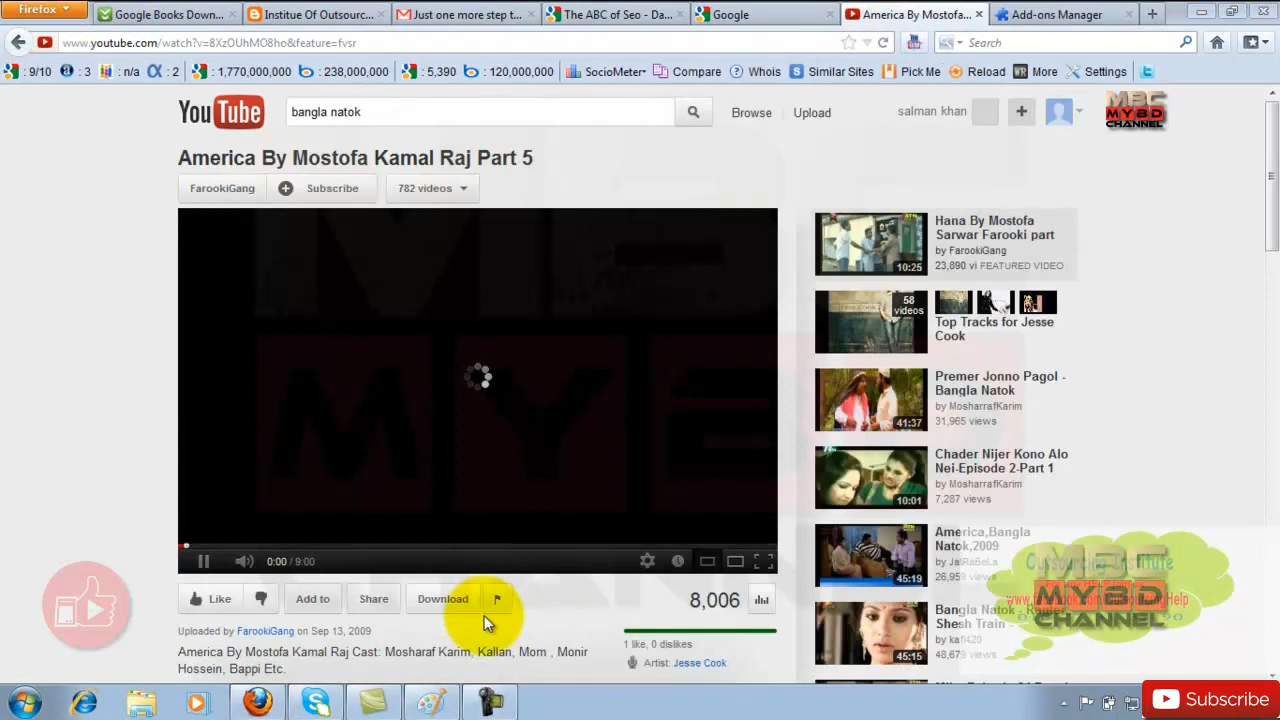 Firefox
Google Books Down...
Institue Of Outsourc...
Just one more step t...
The ABC of Seo - Da...
Google
America By Mostofa...
Add-ons Manager
www.youtube.com/watch?v=8XzOUhMO8ho&feature=fvsr
Search
: 9/10
: 3
: n/a
: 2
: 1,770,000,000
: 238,000,000
: 5,390
: 120,000,000
SocioMeter
Compare
Whois
Similar Sites
Pick Me
Reload
More
Settings
YouTube
bangla natok
Browse
Upload
salman khan
MBC
MYBD
CHANNEL
America By Mostofa Kamal Raj Part 5
FarookiGang
Subscribe
782 videos
0:00 / 9:00
Like
Add to
Share
8,006
Uploaded by FarookiGang on Sep 13, 2009
1 like, 0 dislikes
Artist: Jesse Cook
America By Mostofa Kamal Raj Cast: Mosharaf Karim, Kallan, Mom , Monir
Hossein, Bappi Etc.
10:25
Hana By Mostofa
Sarwar Farooki part
by FarookiGang
23,890 vi FEATURED VIDEO
58
videos
Top Tracks for Jesse
Cook
41:37
Premer Jonno Pagol -
Bangla Natok
by MosharrafKarim
31,965 views
10:01
Chader Nijer Kono Alo
Nei-Episode 2-Part 1
by MosharrafKarim
7,287 views
45:19
America,Bangla
Natok,2009
45:15
Shesh Train -
MBC
MYBD
CHANNEL
Subscribe